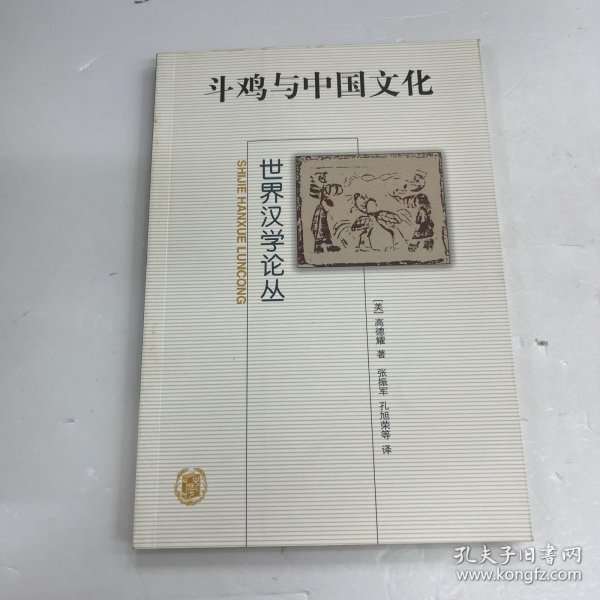 斗鸡与中国文化
世界汉学论丛
SHIJIE HANXUE LUNCONG
[美] 高德耀 著
张振军 孔旭荣等 译
孔夫子旧书网
www.kongfz.com